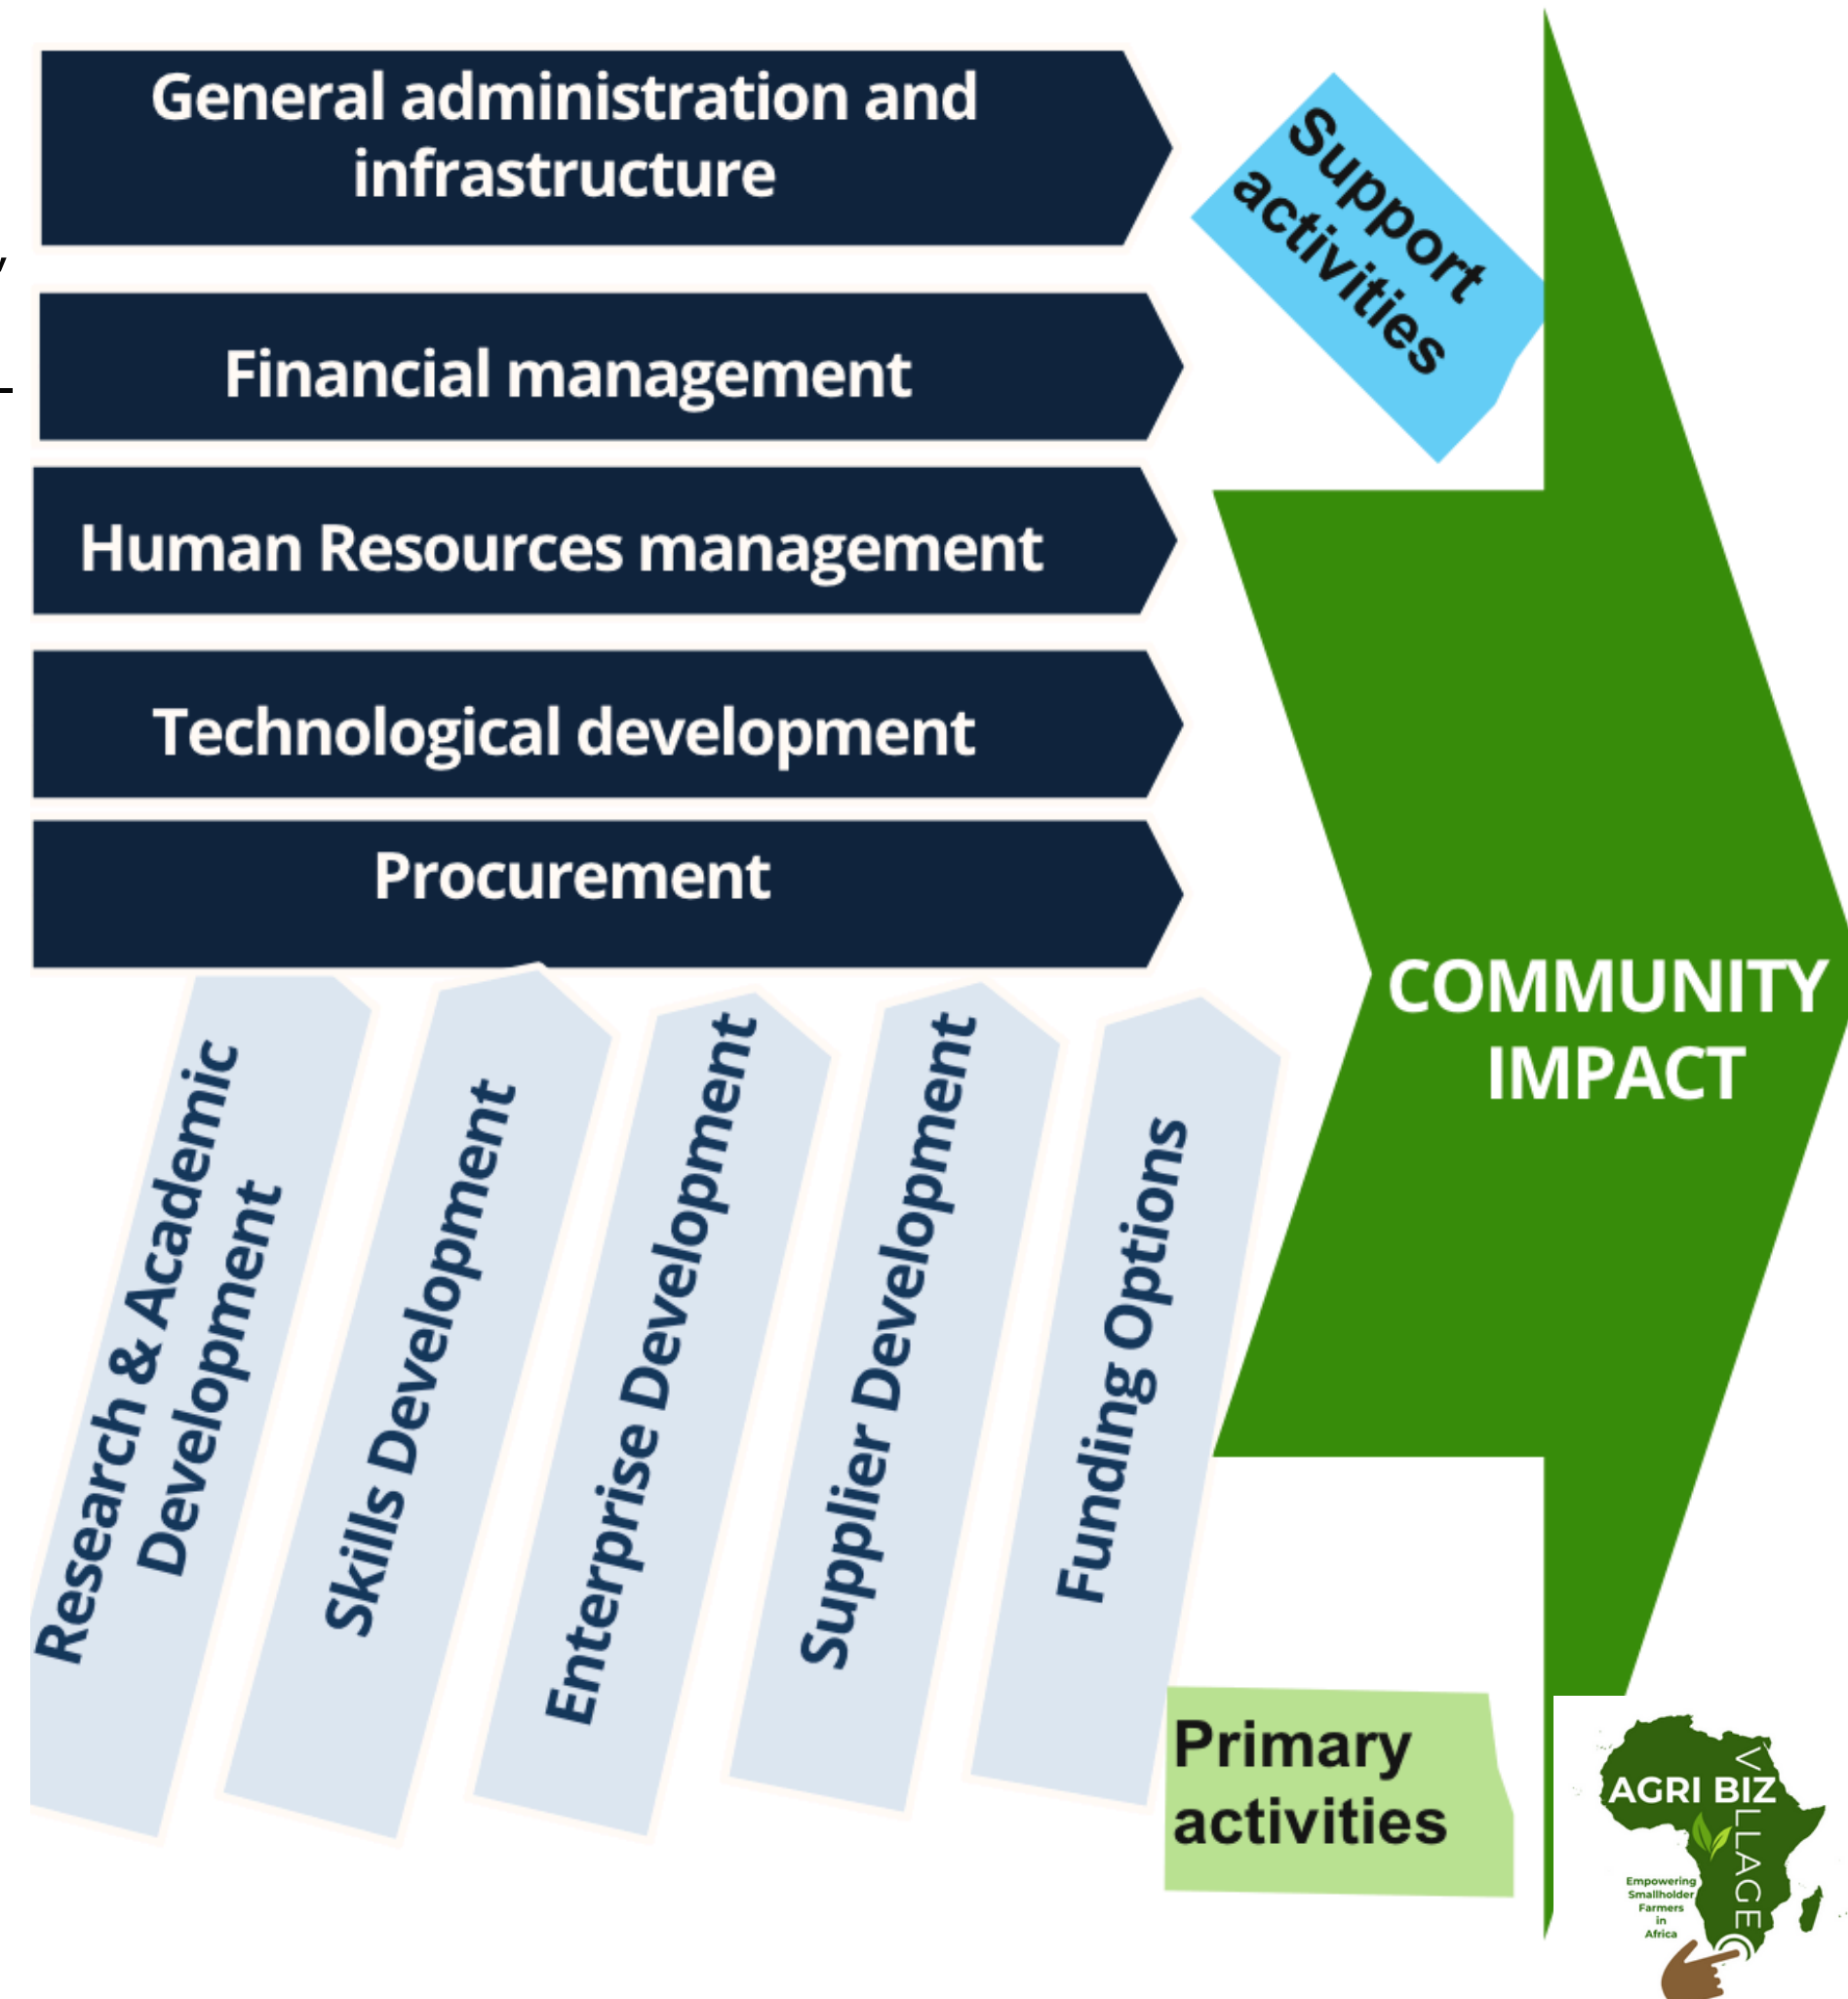 General administration and
infrastructure
Support
activities
Financial management
Human Resources management
Technological development
Procurement
COMMUNITY
IMPACT
Research & Academic
Development
Skills Development
Enterprise Development
Supplier Development
Funding Options
Primary
activities
AGRI BIZ
VILLAGE
Empowering
Smallholder
Farmers
in
Africa